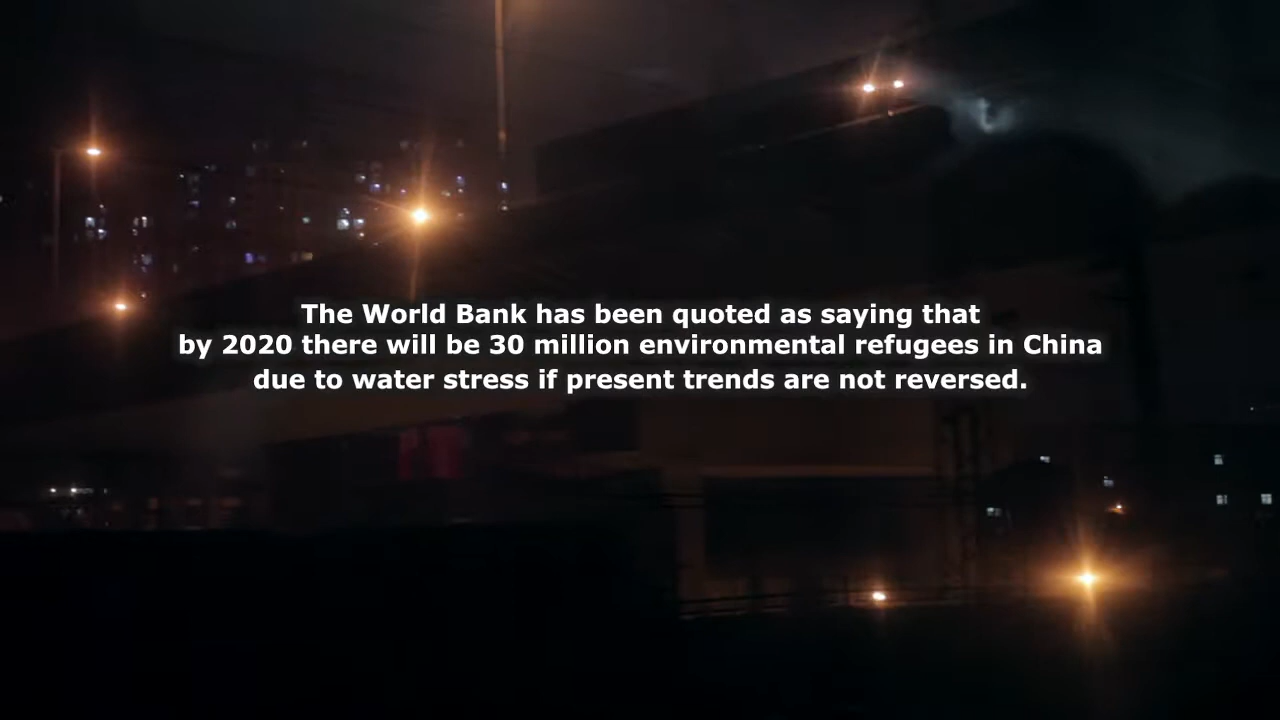 The World Bank has been quoted as saying that
by 2020 there will be 30 million environmental refugees in China
due to water stress if present trends are not reversed.